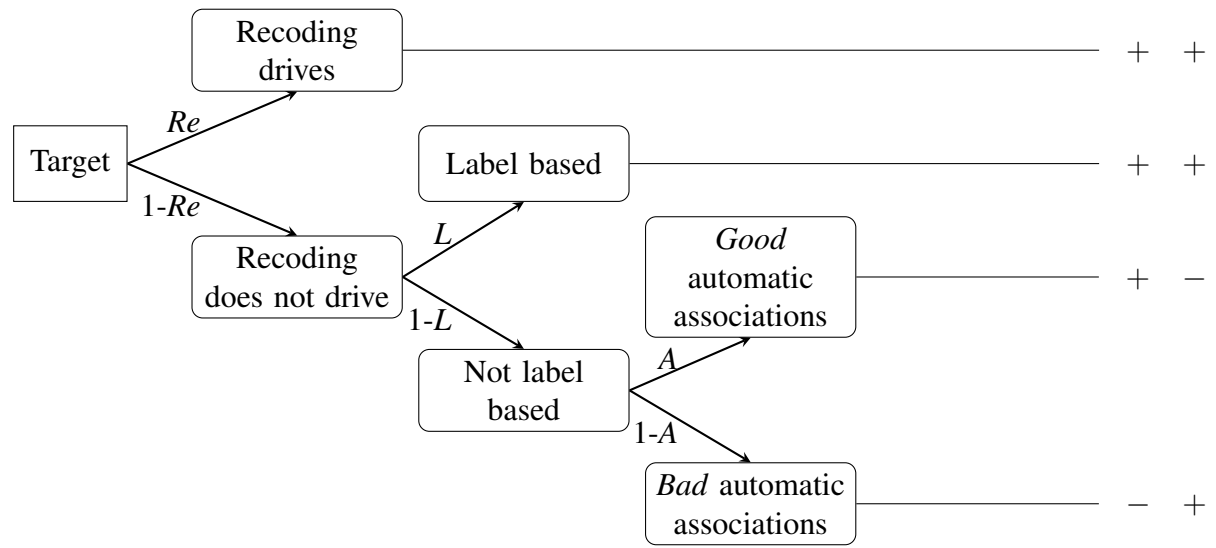 Recoding
drives
+ +
Re
Target
Label based
+ +
1-Re
L
Good
automatic
associations
+ −
Recoding
does not drive
1-L
A
Not label
based
1-A
Bad automatic
associations
− +